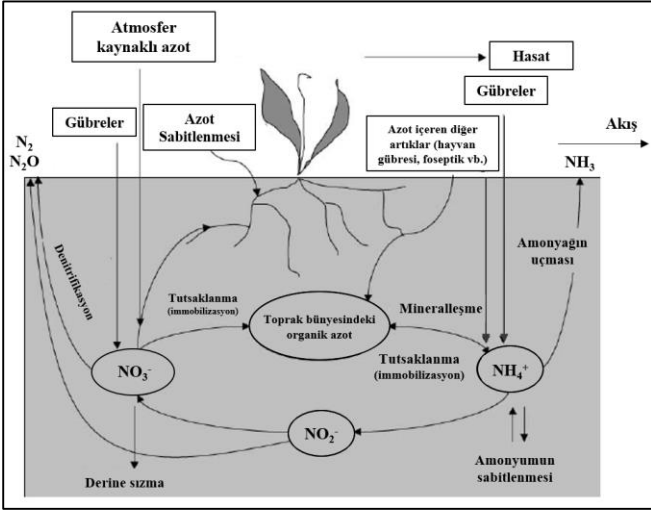 Atmosfer
kaynaklı azot
Hasat
Gübreler
Gübreler
Azot
Sabitlenmesi
Azot içeren diğer
artıklar (hayvan
gübresi, foseptik vb.)
Akış
N₂
N₂O
NH₃
Denitrifikasyon
Amonyağın
uçması
Tutsaklanma
(immobilizasyon)
Toprak bünyesindeki
organik azot
Mineralleşme
Tutsaklanma
(immobilizasyon)
NO₃⁻
NH₄⁺
NO₂⁻
Derine sızma
Amonyumun
sabitlenmesi